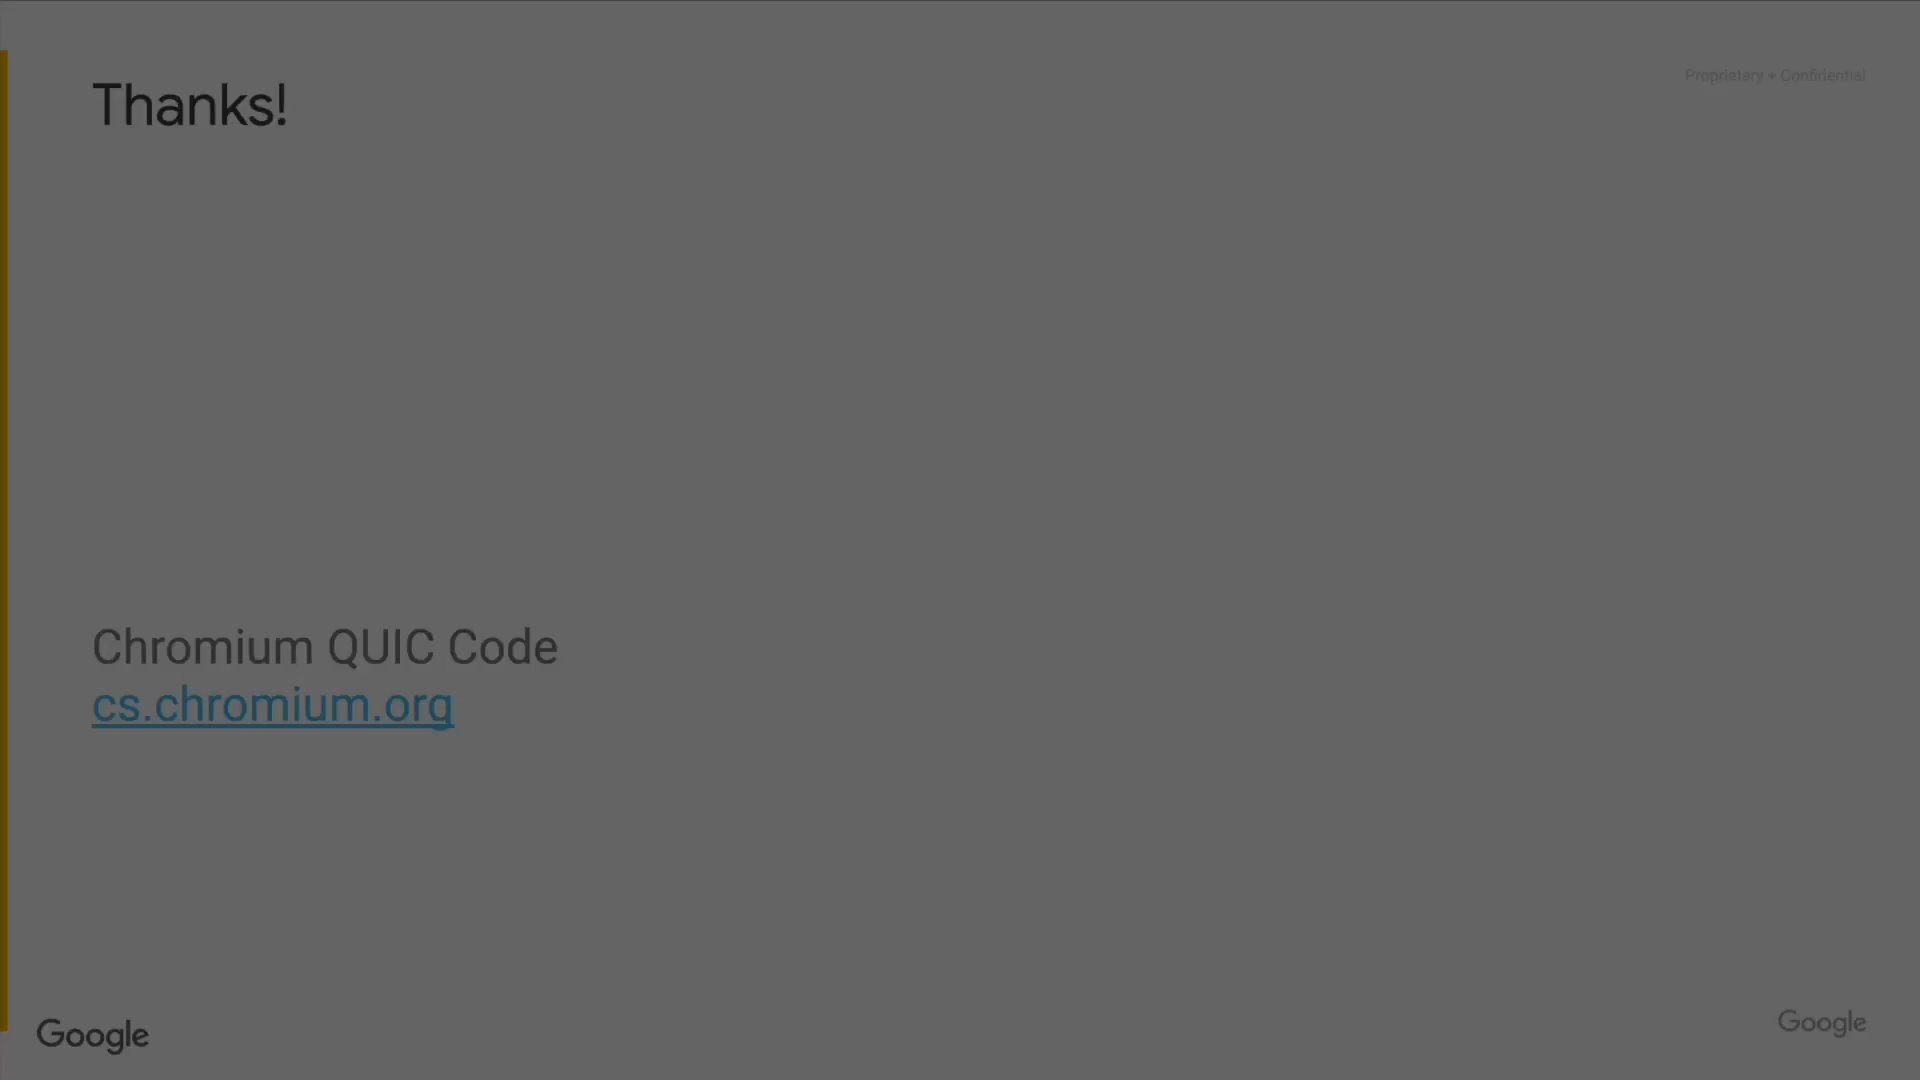 Thanks!
Proprietary + Confidential
Chromium QUIC Code
cs.chromium.org
Google
Google